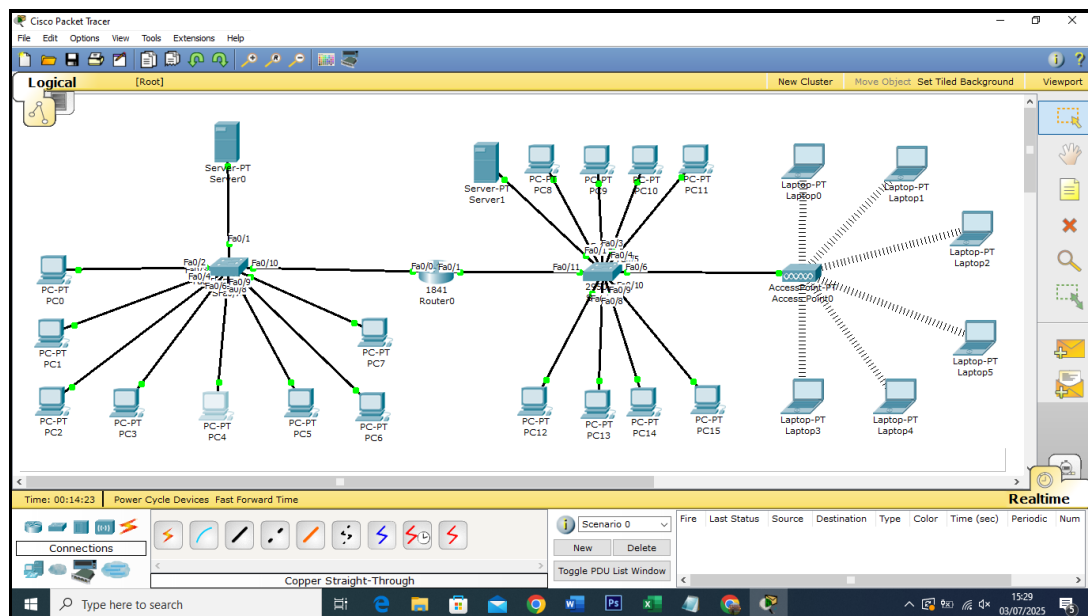 Cisco Packet Tracer
File Edit Options View Tools Extensions Help
Logical [Root] New Cluster Move Object Set Tiled Background Viewport
Server-PT
Server0
Server-PT
Server1
PC-PT
PC8
PC-PT
PC9
PC-PT
PC10
PC-PT
PC11
Laptop-PT
Laptop0
Laptop-PT
Laptop1
Laptop-PT
Laptop2
Fa0/1
Fa0/2
Fa0/10
Fa0/9
Fa0/1
Fa0/3
Fa0/11
Fa0/6
Fa0/10
Fa0/9
Fa0/8
1841
Router0
AccessPoint-PT
Access Point0
PC-PT
PC0
PC-PT
PC1
PC-PT
PC7
Laptop-PT
Laptop5
PC-PT
PC2
PC-PT
PC3
PC-PT
PC4
PC-PT
PC5
PC-PT
PC6
PC-PT
PC12
PC-PT
PC13
PC-PT
PC14
PC-PT
PC15
Laptop-PT
Laptop3
Laptop-PT
Laptop4
Time: 00:14:23 Power Cycle Devices Fast Forward Time Realtime
Connections
Copper Straight-Through
Scenario 0
New Delete
Toggle PDU List Window
Fire Last Status Source Destination Type Color Time (sec) Periodic Num
Type here to search
15:29
03/07/2025